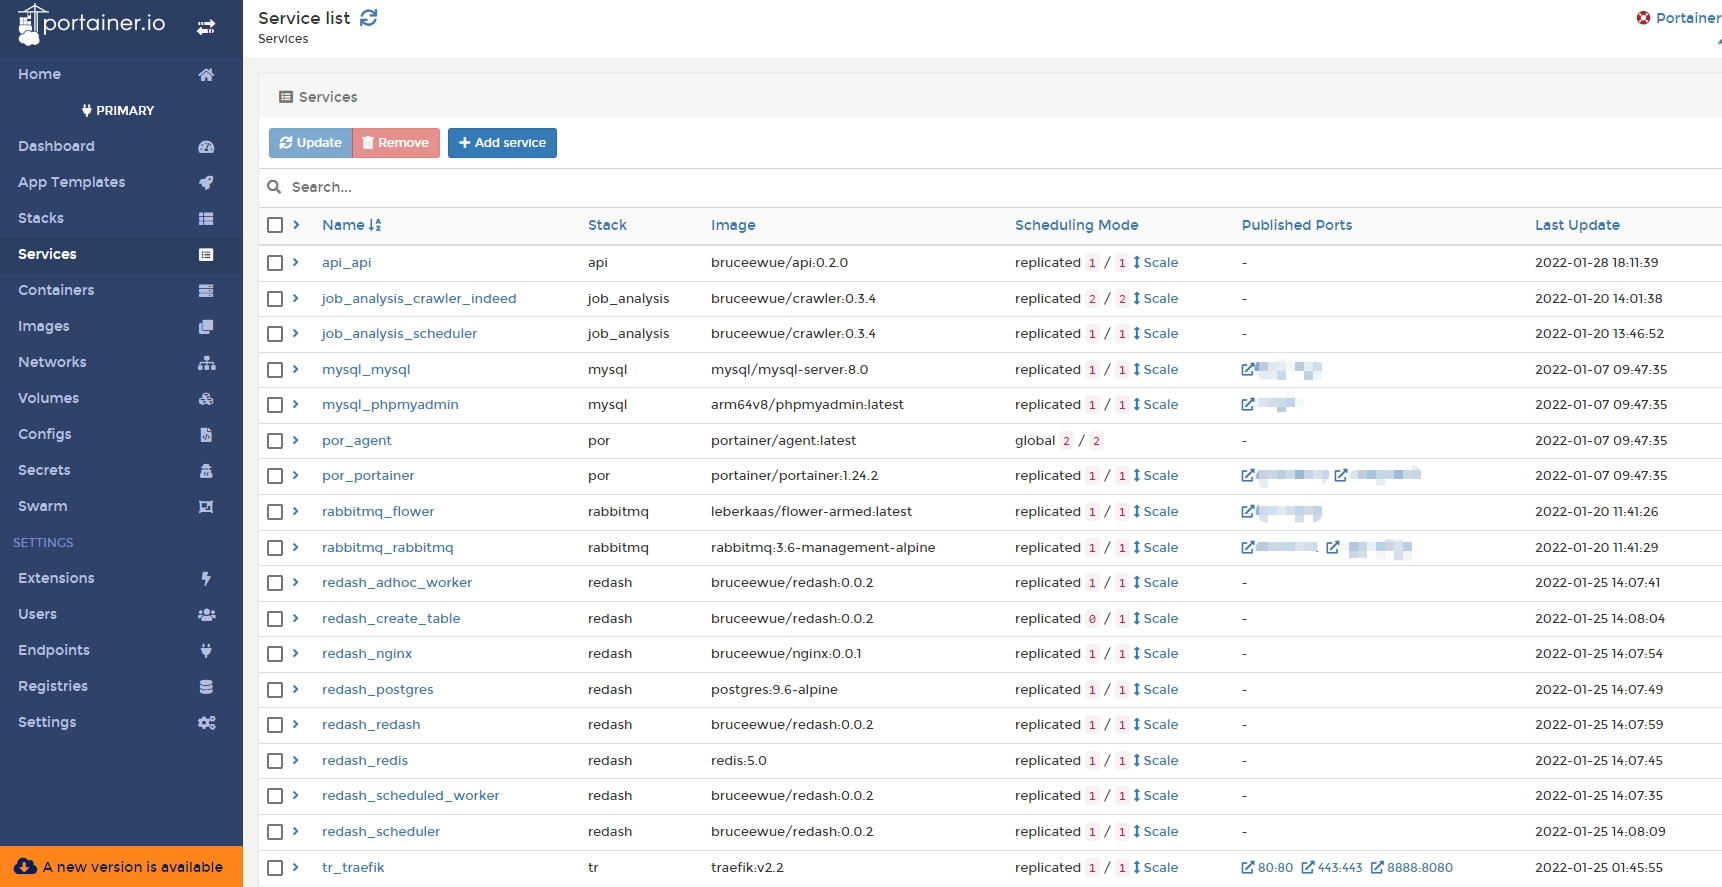 portainer.io
Home
PRIMARY
Dashboard
App Templates
Stacks
Services
Containers
Images
Networks
Volumes
Configs
Secrets
Swarm
SETTINGS
Extensions
Users
Endpoints
Registries
Settings
A new version is available
Service list
Portainer
Services
Services
Update Remove Add service
Search...
Name Stack Image Scheduling Mode Published Ports Last Update
api_api api bruceewue/api:0.2.0 replicated 1 / 1 Scale - 2022-01-28 18:11:39
job_analysis_crawler_indeed job_analysis bruceewue/crawler:0.3.4 replicated 2 / 2 Scale - 2022-01-20 14:01:38
job_analysis_scheduler job_analysis bruceewue/crawler:0.3.4 replicated 1 / 1 Scale - 2022-01-20 13:46:52
mysql_mysql mysql mysql/mysql-server:8.0 replicated 1 / 1 Scale 2022-01-07 09:47:35
mysql_phpmyadmin mysql arm64v8/phpmyadmin:latest replicated 1 / 1 Scale 2022-01-07 09:47:35
por_agent por portainer/agent:latest global 2 / 2 - 2022-01-07 09:47:35
por_portainer por portainer/portainer:1.24.2 replicated 1 / 1 Scale 2022-01-07 09:47:35
rabbitmq_flower rabbitmq leberkaas/flower-armed:latest replicated 1 / 1 Scale 2022-01-20 11:41:26
rabbitmq_rabbitmq rabbitmq rabbitmq:3.6-management-alpine replicated 1 / 1 Scale 2022-01-20 11:41:29
redash_adhoc_worker redash bruceewue/redash:0.0.2 replicated 1 / 1 Scale - 2022-01-25 14:07:41
redash_create_table redash bruceewue/redash:0.0.2 replicated 0 / 1 Scale - 2022-01-25 14:08:04
redash_nginx redash bruceewue/nginx:0.0.1 replicated 1 / 1 Scale - 2022-01-25 14:07:54
redash_postgres redash postgres:9.6-alpine replicated 1 / 1 Scale - 2022-01-25 14:07:49
redash_redash redash bruceewue/redash:0.0.2 replicated 1 / 1 Scale - 2022-01-25 14:07:59
redash_redis redash redis:5.0 replicated 1 / 1 Scale - 2022-01-25 14:07:45
redash_scheduled_worker redash bruceewue/redash:0.0.2 replicated 1 / 1 Scale - 2022-01-25 14:07:35
redash_scheduler redash bruceewue/redash:0.0.2 replicated 1 / 1 Scale - 2022-01-25 14:08:09
tr_traefik tr traefik:v2.2 replicated 1 / 1 Scale 80:80 443:443 8888:8080 2022-01-25 01:45:55